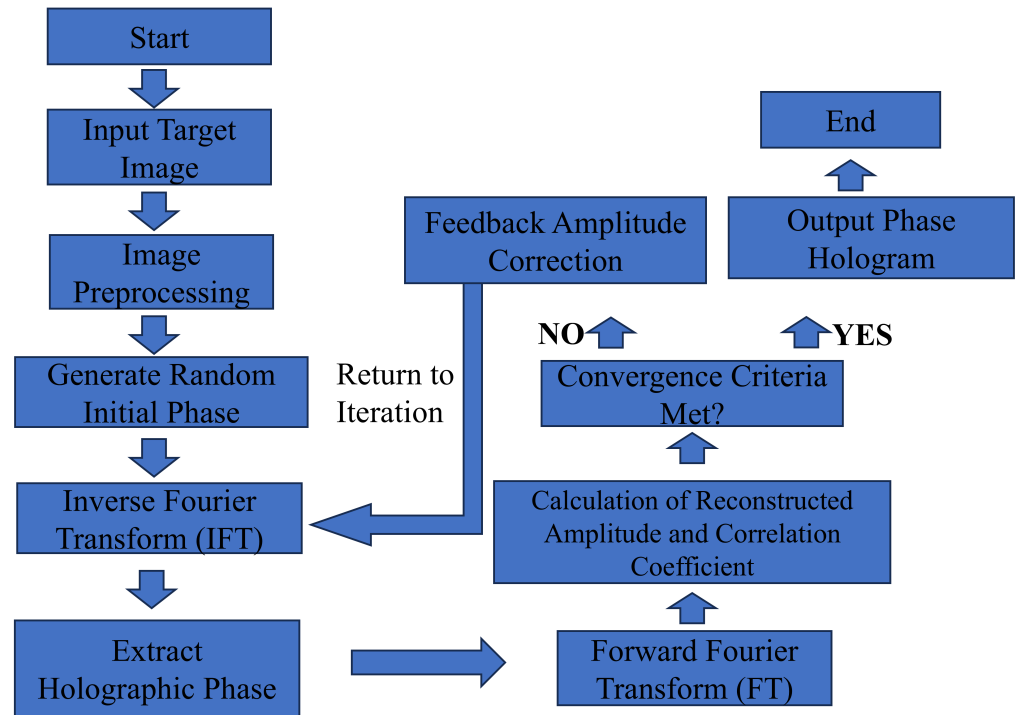 Start
Input Target
Image
Image
Preprocessing
Generate Random
Initial Phase
Inverse Fourier
Transform (IFT)
Extract
Holographic Phase
Forward Fourier
Transform (FT)
Calculation of Reconstructed
Amplitude and Correlation
Coefficient
Convergence Criteria
Met?
NO
YES
Feedback Amplitude
Correction
Return to
Iteration
Output Phase
Hologram
End